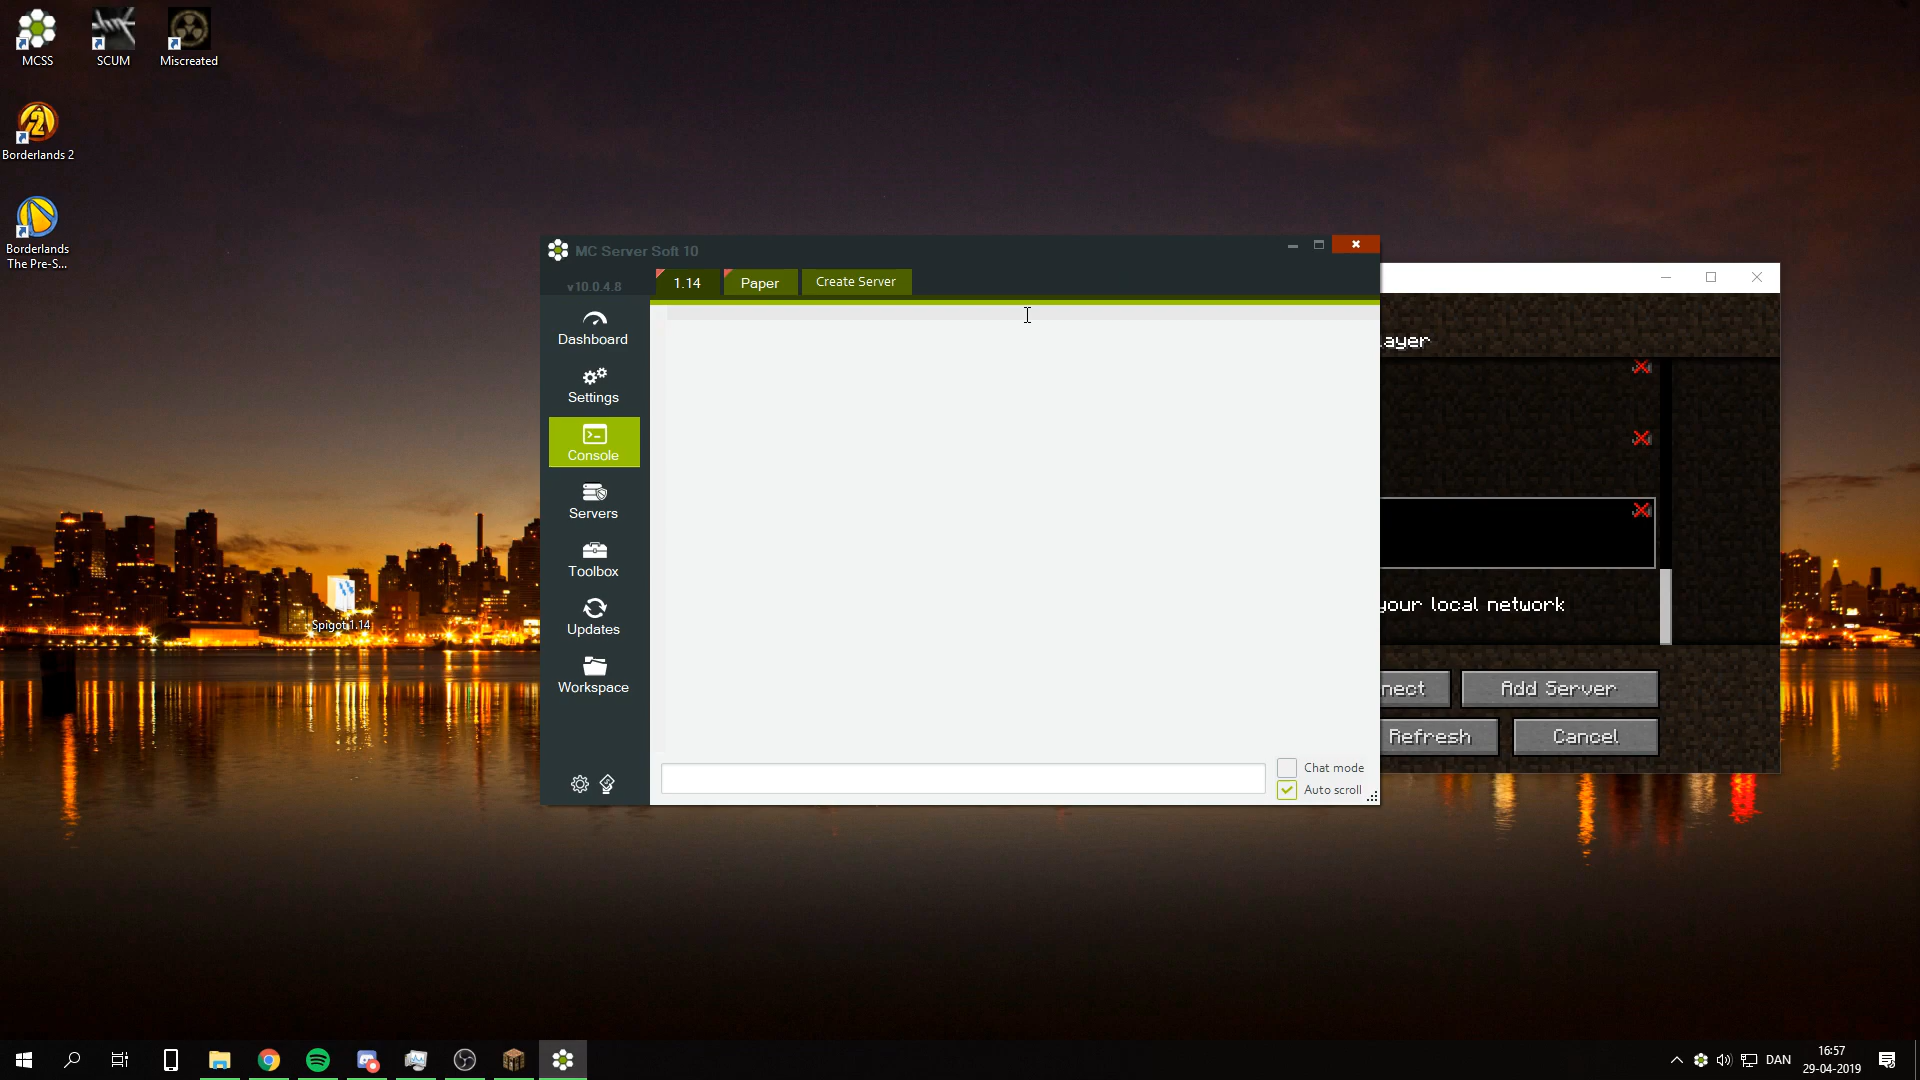 MCSS
SCUM
Miscreated
Borderlands 2
Borderlands
The Pre-S...
Spigot 1.14
MC Server Soft 10
v10.0.4.8
1.14
Paper
Create Server
Dashboard
Settings
Console
Servers
Toolbox
Updates
Workspace
Chat mode
Auto scroll
layer
your local network
nect
Add Server
Refresh
Cancel
DAN
16:57
29-04-2019